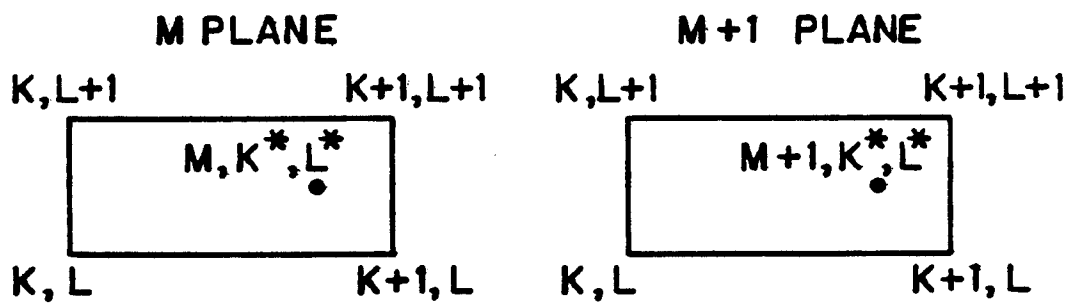 M PLANE
K,L+1 K+1,L+1
M,K*,L*
K,L K+1,L
M+1 PLANE
K,L+1 K+1,L+1
M+1,K*,L*
K,L K+1,L